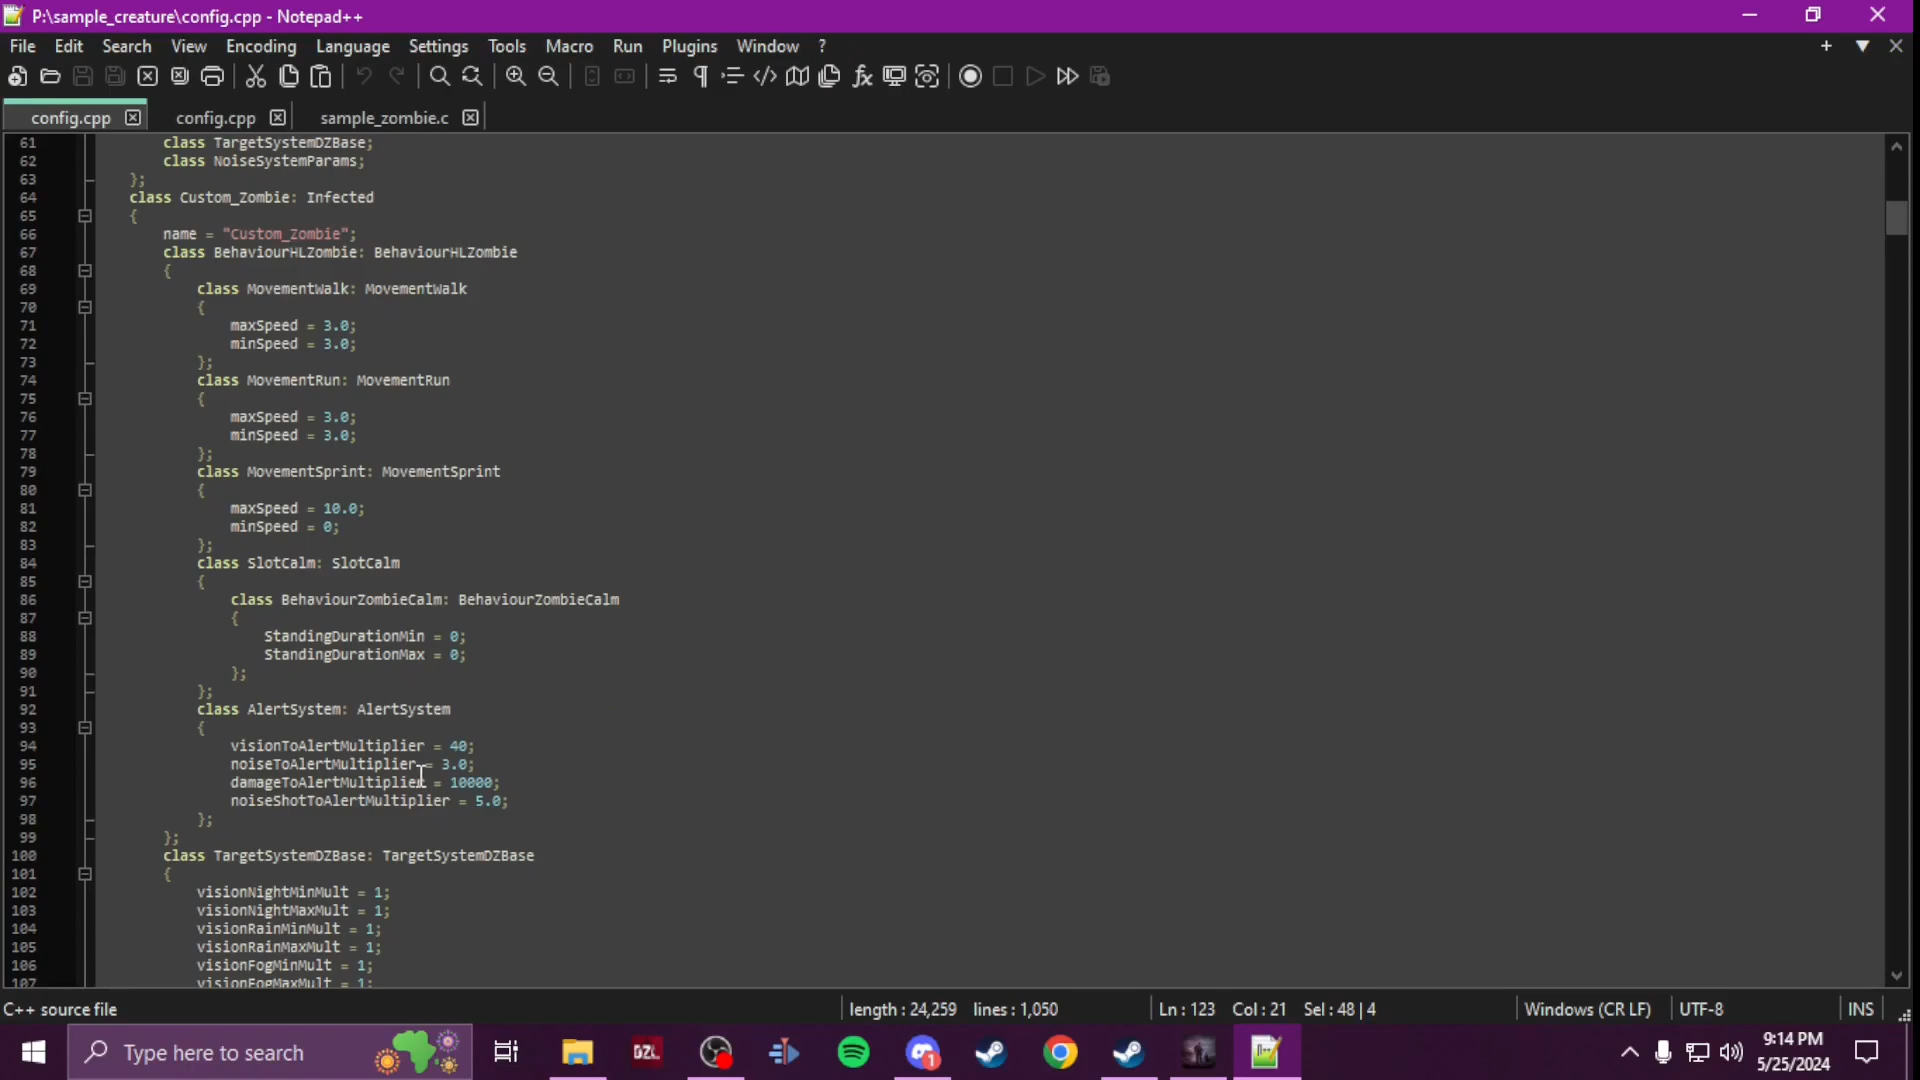 P:\sample_creature\config.cpp - Notepad++
File Edit Search View Encoding Language Settings Tools Macro Run Plugins Window ?
config.cpp config.cpp sample_zombie.c
61 class TargetSystemDZBase;
62 class NoiseSystemParams;
63 };
64 class Custom_Zombie: Infected
65 {
66 name = "Custom_Zombie";
67 class BehaviourHLZombie: BehaviourHLZombie
68 {
69 class MovementWalk: MovementWalk
70 {
71 maxSpeed = 3.0;
72 minSpeed = 3.0;
73 };
74 class MovementRun: MovementRun
75 {
76 maxSpeed = 3.0;
77 minSpeed = 3.0;
78 };
79 class MovementSprint: MovementSprint
80 {
81 maxSpeed = 10.0;
82 minSpeed = 0;
83 };
84 class SlotCalm: SlotCalm
85 {
86 class BehaviourZombieCalm: BehaviourZombieCalm
87 {
88 StandingDurationMin = 0;
89 StandingDurationMax = 0;
90 };
91 };
92 class AlertSystem: AlertSystem
93 {
94 visionToAlertMultiplier = 40;
95 noiseToAlertMultiplier = 3.0;
96 damageToAlertMultiplier = 10000;
97 noiseShotToAlertMultiplier = 5.0;
98 };
99 };
100 class TargetSystemDZBase: TargetSystemDZBase
101 {
102 visionNightMinMult = 1;
103 visionNightMaxMult = 1;
104 visionRainMinMult = 1;
105 visionRainMaxMult = 1;
106 visionFogMinMult = 1;
107 visionFogMaxMult = 1;
C++ source file length : 24,259 lines : 1,050 Ln : 123 Col : 21 Sel : 48 | 4 Windows (CR LF) UTF-8 INS
Type here to search DZL 1 9:14 PM
5/25/2024